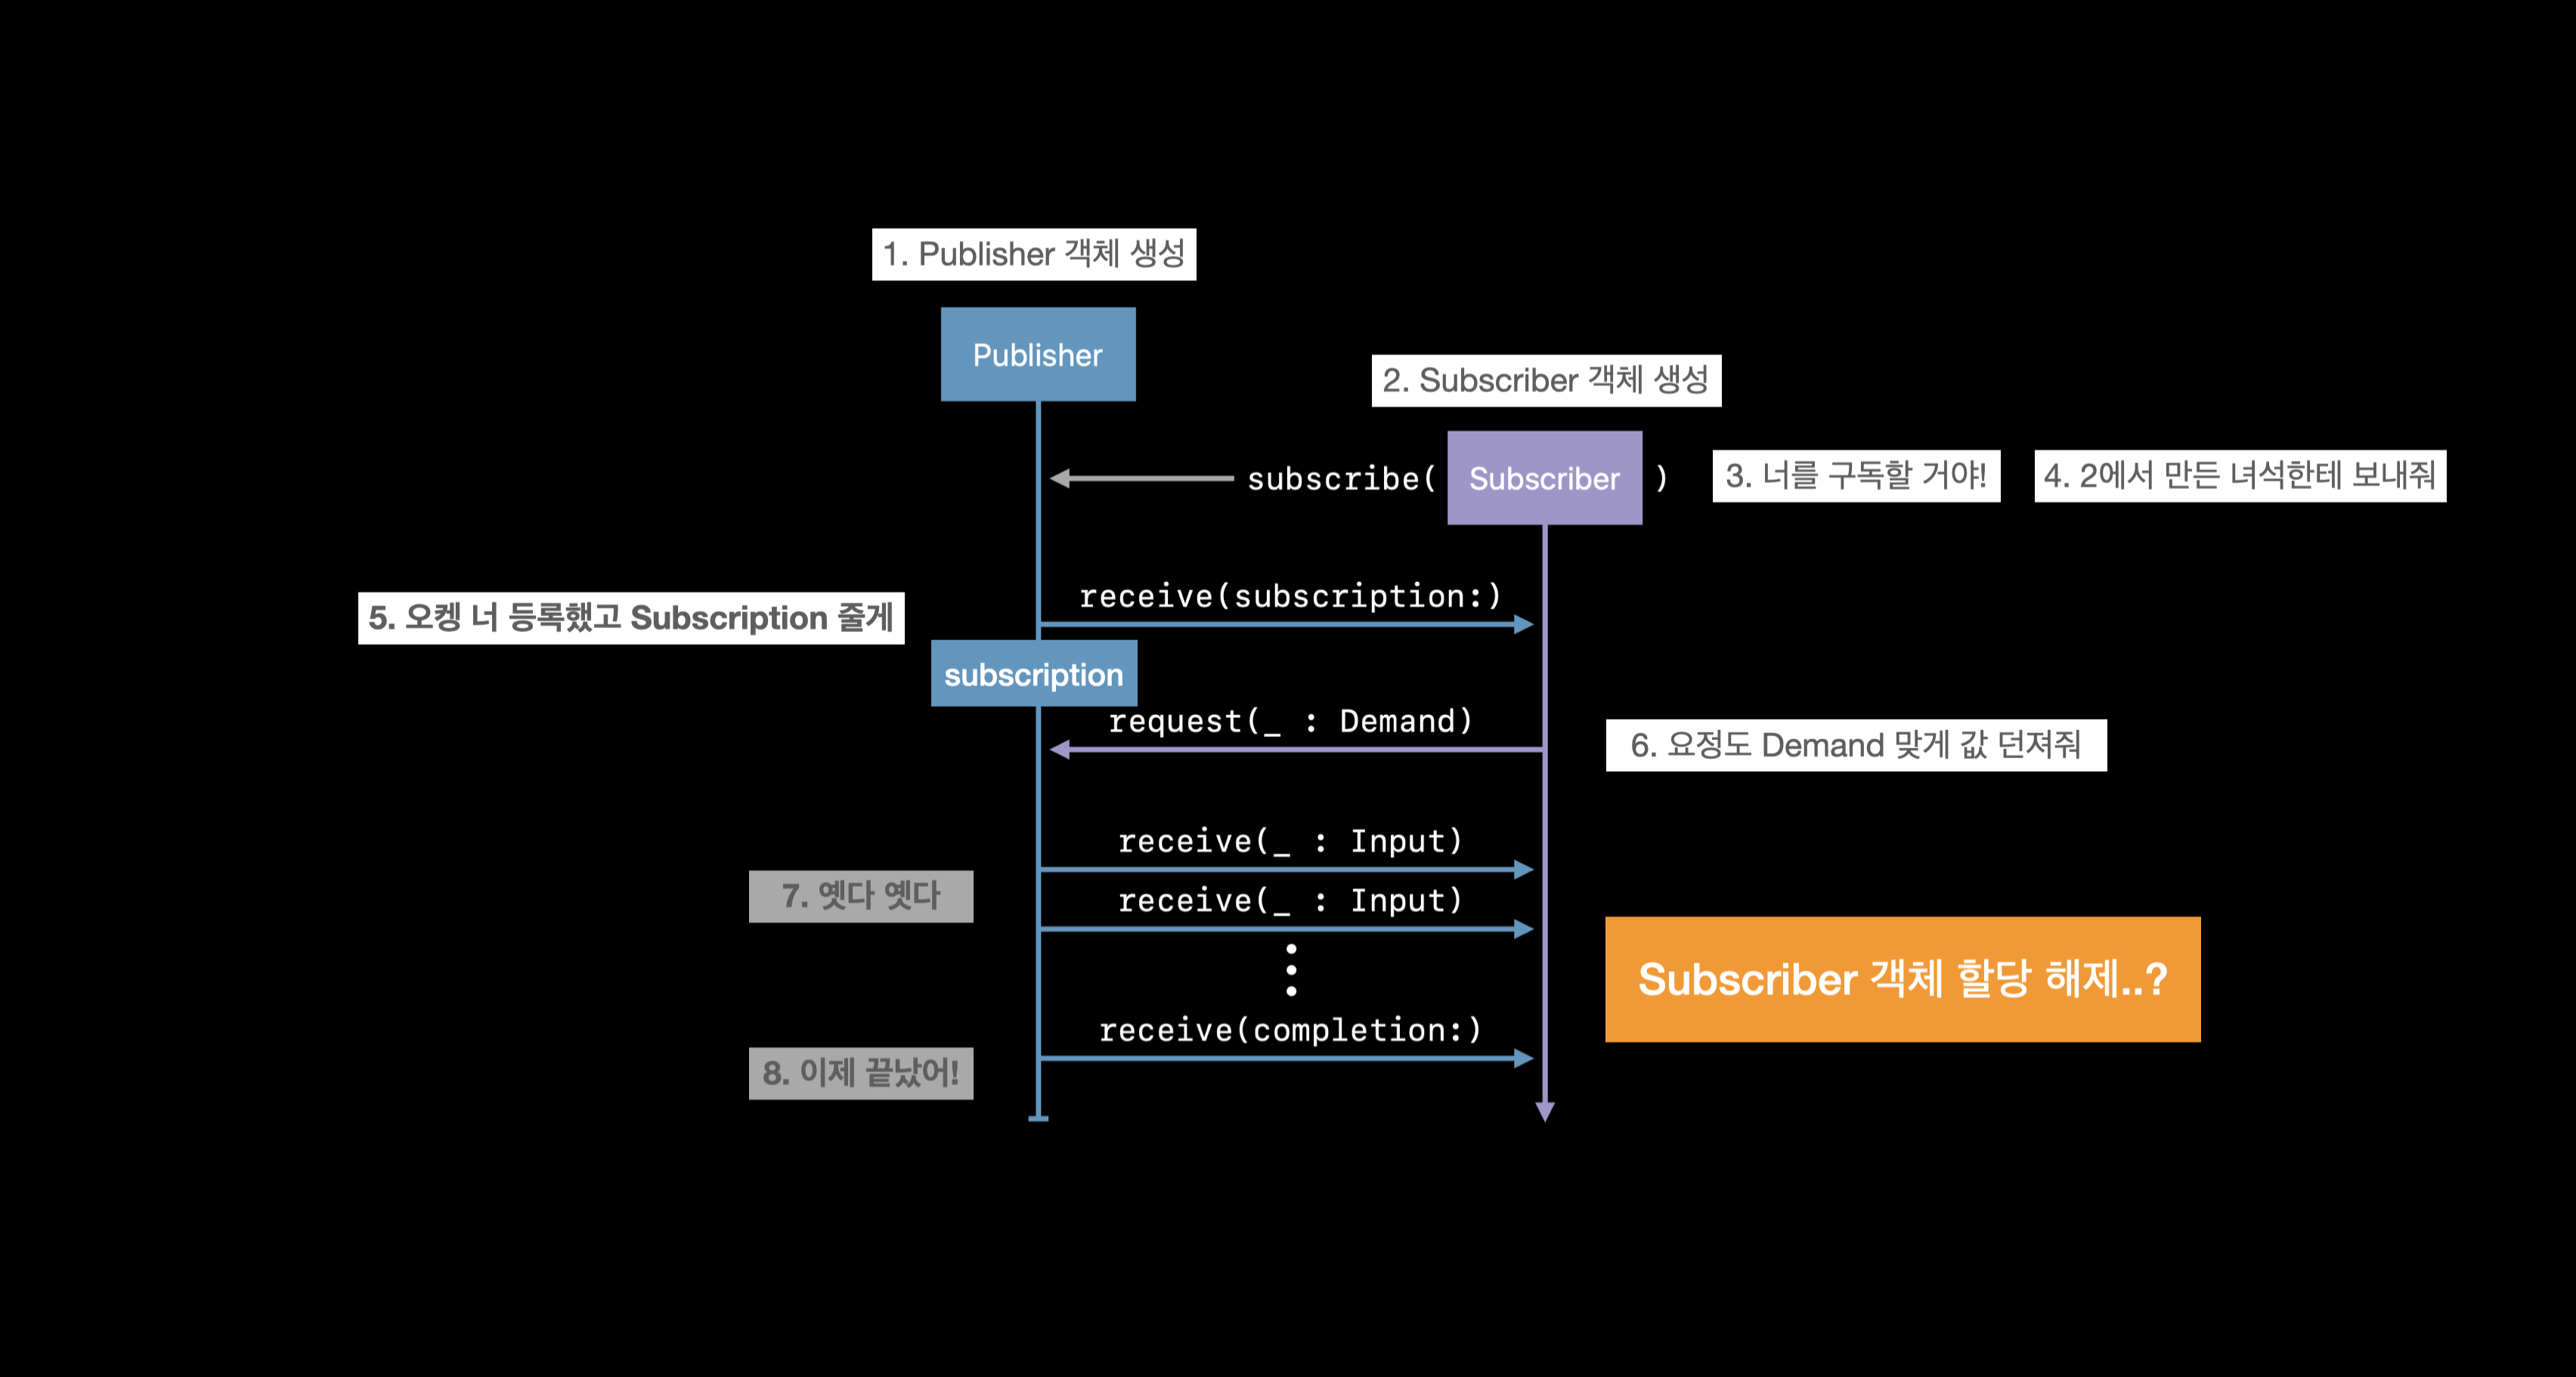 1. Publisher 객체 생성
Publisher
2. Subscriber 객체 생성
subscribe( Subscriber )
3. 너를 구독할 거야!
4. 2에서 만든 녀석한테 보내줘
receive(subscription:)
5. 오켕 너 등록했고 Subscription 줄게
subscription
request(_ : Demand)
6. 요정도 Demand 맞게 값 던져줘
receive(_ : Input)
7. 옛다 옛다
receive(_ : Input)
Subscriber 객체 할당 해제..?
receive(completion:)
8. 이제 끝났어!